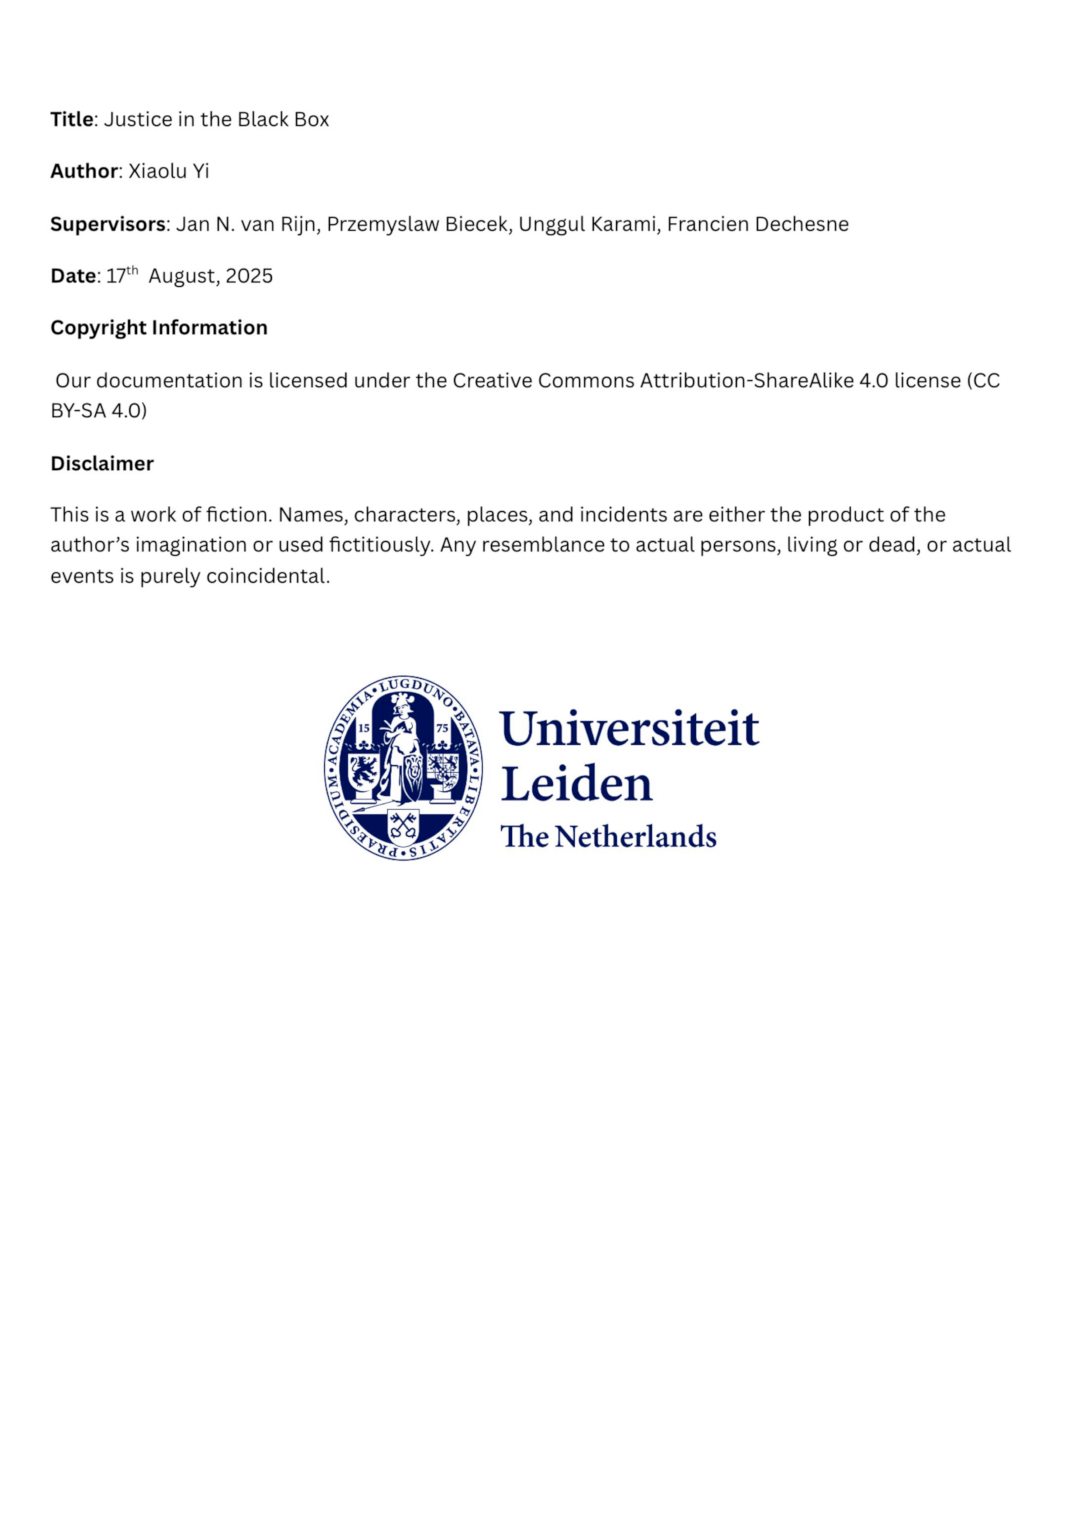 Title: Justice in the Black Box
Author: Xiaolu Yi
Supervisors: Jan N. van Rijn, Przemyslaw Biecek, Unggul Karami, Francien Dechesne
Date: 17th August, 2025
Copyright Information
Our documentation is licensed under the Creative Commons Attribution-ShareAlike 4.0 license (CC
BY-SA 4.0)
Disclaimer
This is a work of fiction. Names, characters, places, and incidents are either the product of the
author’s imagination or used fictitiously. Any resemblance to actual persons, living or dead, or actual
events is purely coincidental.
ACADEMIA·LUGDUNO·BATAVA·LIBERTATIS·PRAESIDIUM·
15 75
Universiteit
Leiden
The Netherlands